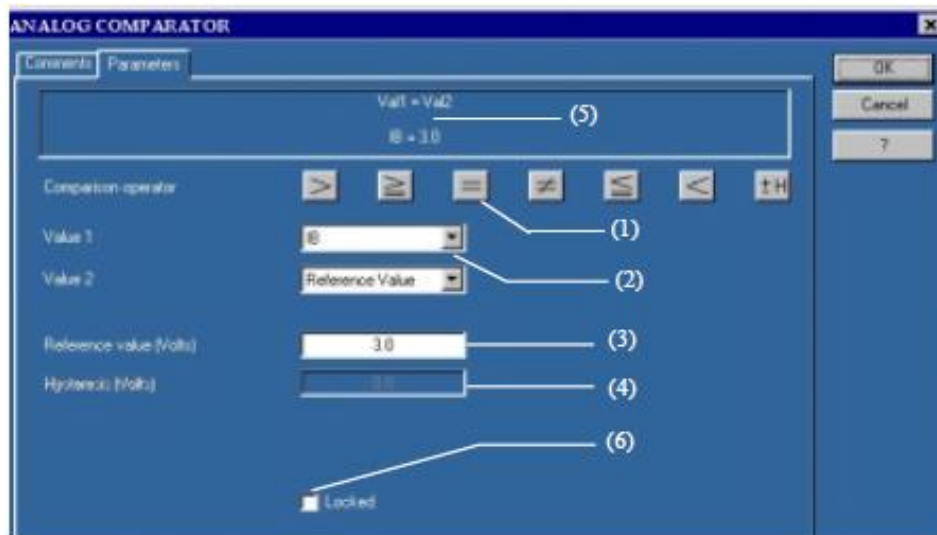 ANALOG COMPARATOR
Comments Parameters
OK
Val1 = Val2
(5)
Cancel
IB = 3.0
?
Comparison operator > ≧ = ≠ ≦ < ±H
(1)
Value 1 IB
(2)
Value 2 Reference Value
Reference value (Volts) 3.0 (3)
Hysteresis (Volts) (4)
(6)
Locked